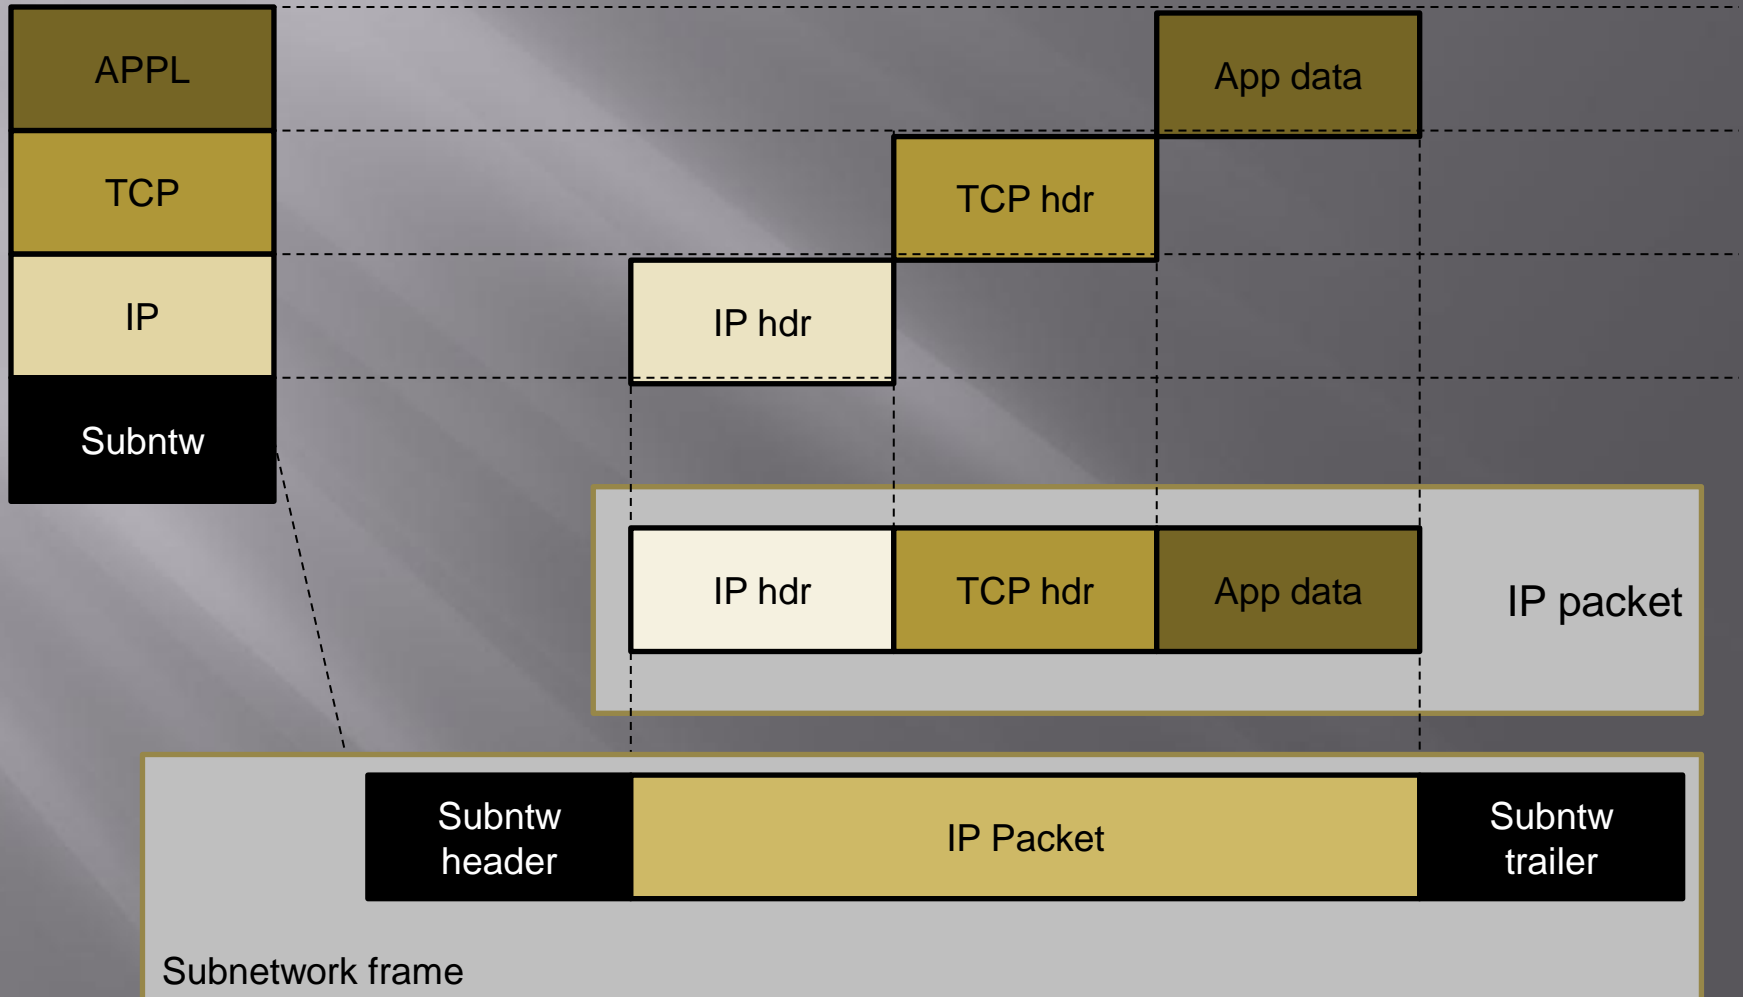 APPL
App data
TCP
TCP hdr
IP
IP hdr
Subntw
IP hdr
TCP hdr
App data
IP packet
Subntw
header
IP Packet
Subntw
trailer
Subnetwork frame